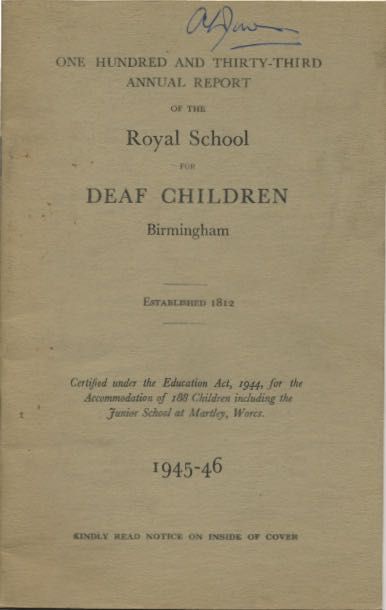 ONE HUNDRED AND THIRTY-THIRD
ANNUAL REPORT
OF THE
Royal School
FOR
DEAF CHILDREN
Birmingham
ESTABLISHED 1812
Certified under the Education Act, 1944, for the
Accommodation of 188 Children including the
Junior School at Martley, Worcs.
1945-46
KINDLY READ NOTICE ON INSIDE OF COVER